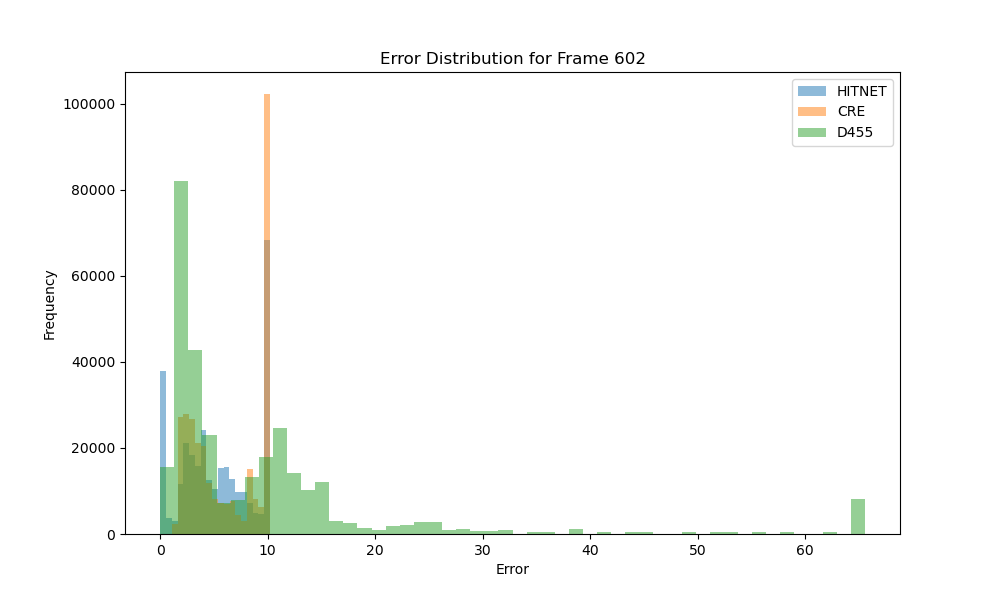 Error Distribution for Frame 602
HITNET
CRE
D455
100000
80000
60000
40000
20000
0
Frequency
0 10 20 30 40 50 60
Error